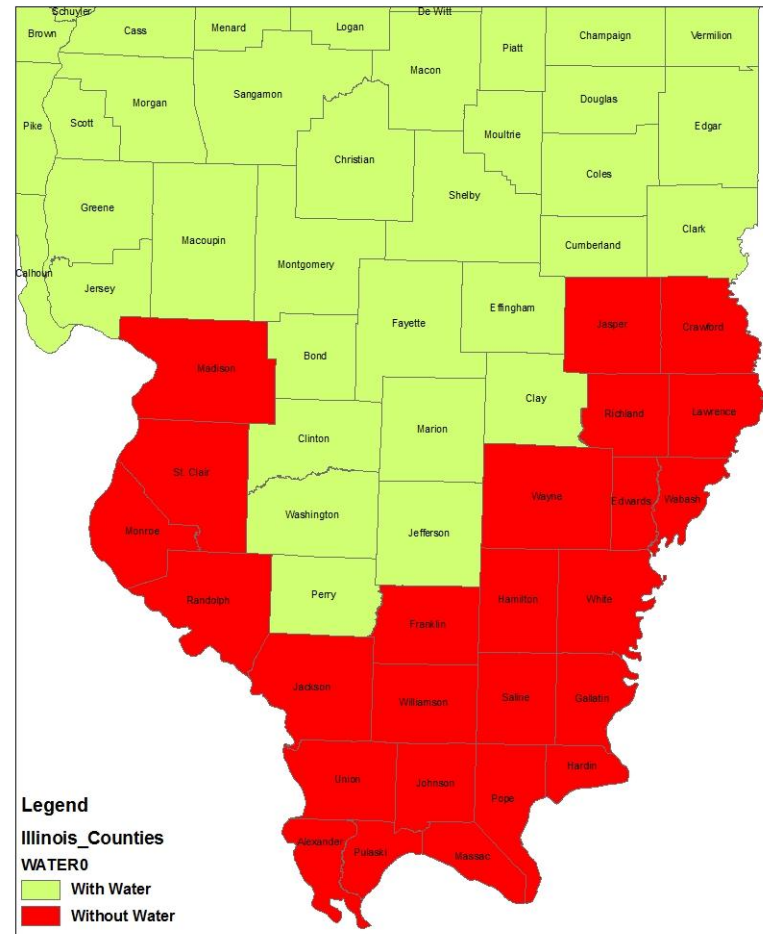 Schuyler
De Witt
Brown
Cass
Menard
Logan
Piatt
Champaign
Vermilion
Macon
Sangamon
Morgan
Scott
Pike
Douglas
Edgar
Moultrie
Christian
Coles
Shelby
Greene
Macoupin
Clark
Cumberland
Montgomery
Calhoun
Jersey
Effingham
Fayette
Jasper
Crawford
Bond
Madison
Clay
Richland
Lawrence
Marion
Clinton
St. Clair
Wayne
Edwards
Wabash
Washington
Monroe
Jefferson
Perry
Randolph
Hamilton
White
Franklin
Jackson
Williamson
Saline
Gallatin
Union
Johnson
Pope
Hardin
Alexander
Pulaski
Massac
Legend
Illinois_Counties
WATER0
With Water
Without Water